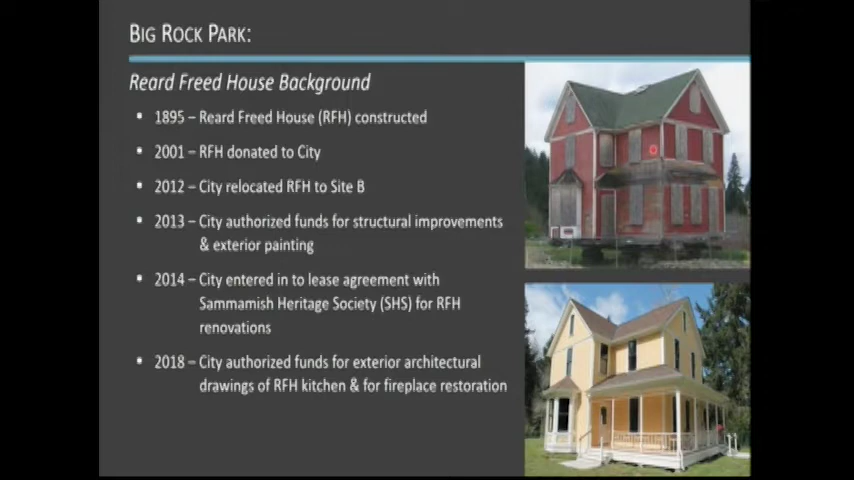 BIG ROCK PARK:
Reard Freed House Background
• 1895 – Reard Freed House (RFH) constructed
• 2001 – RFH donated to City
• 2012 – City relocated RFH to Site B
• 2013 – City authorized funds for structural improvements
& exterior painting
• 2014 – City entered in to lease agreement with
Sammamish Heritage Society (SHS) for RFH
renovations
• 2018 – City authorized funds for exterior architectural
drawings of RFH kitchen & for fireplace restoration